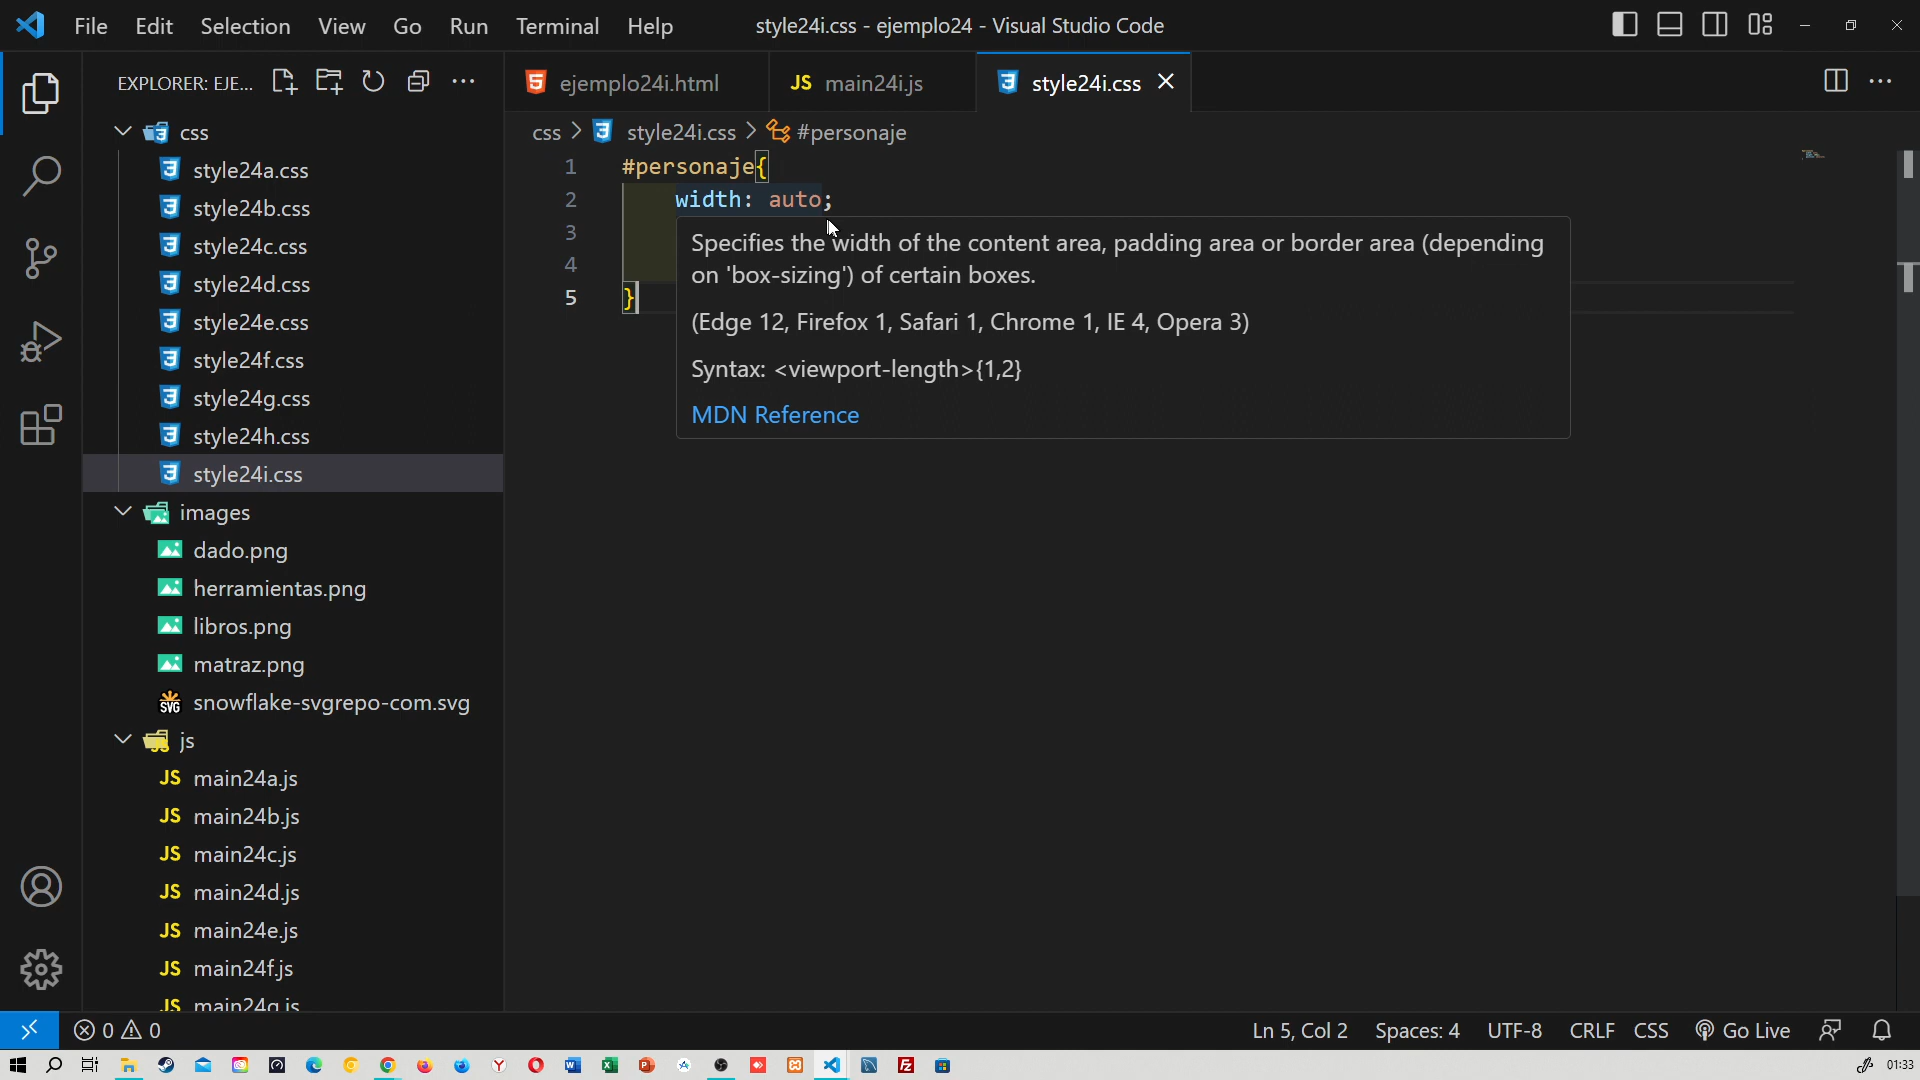 File Edit Selection View Go Run Terminal Help
style24i.css - ejemplo24 - Visual Studio Code
EXPLORER: EJE...
ejemplo24i.html
JS main24i.js
style24i.css
css > style24i.css > #personaje
css
style24a.css
style24b.css
style24c.css
style24d.css
style24e.css
style24f.css
style24g.css
style24h.css
style24i.css
images
dado.png
herramientas.png
libros.png
matraz.png
SVG snowflake-svgrepo-com.svg
js
JS main24a.js
JS main24b.js
JS main24c.js
JS main24d.js
JS main24e.js
JS main24f.js
JS main24g.js
1 #personaje{
2 width: auto;
3
4
5 }
Specifies the width of the content area, padding area or border area (depending
on 'box-sizing') of certain boxes.
(Edge 12, Firefox 1, Safari 1, Chrome 1, IE 4, Opera 3)
Syntax: <viewport-length>{1,2}
MDN Reference
0 0
Ln 5, Col 2 Spaces: 4 UTF-8 CRLF CSS Go Live
01:33